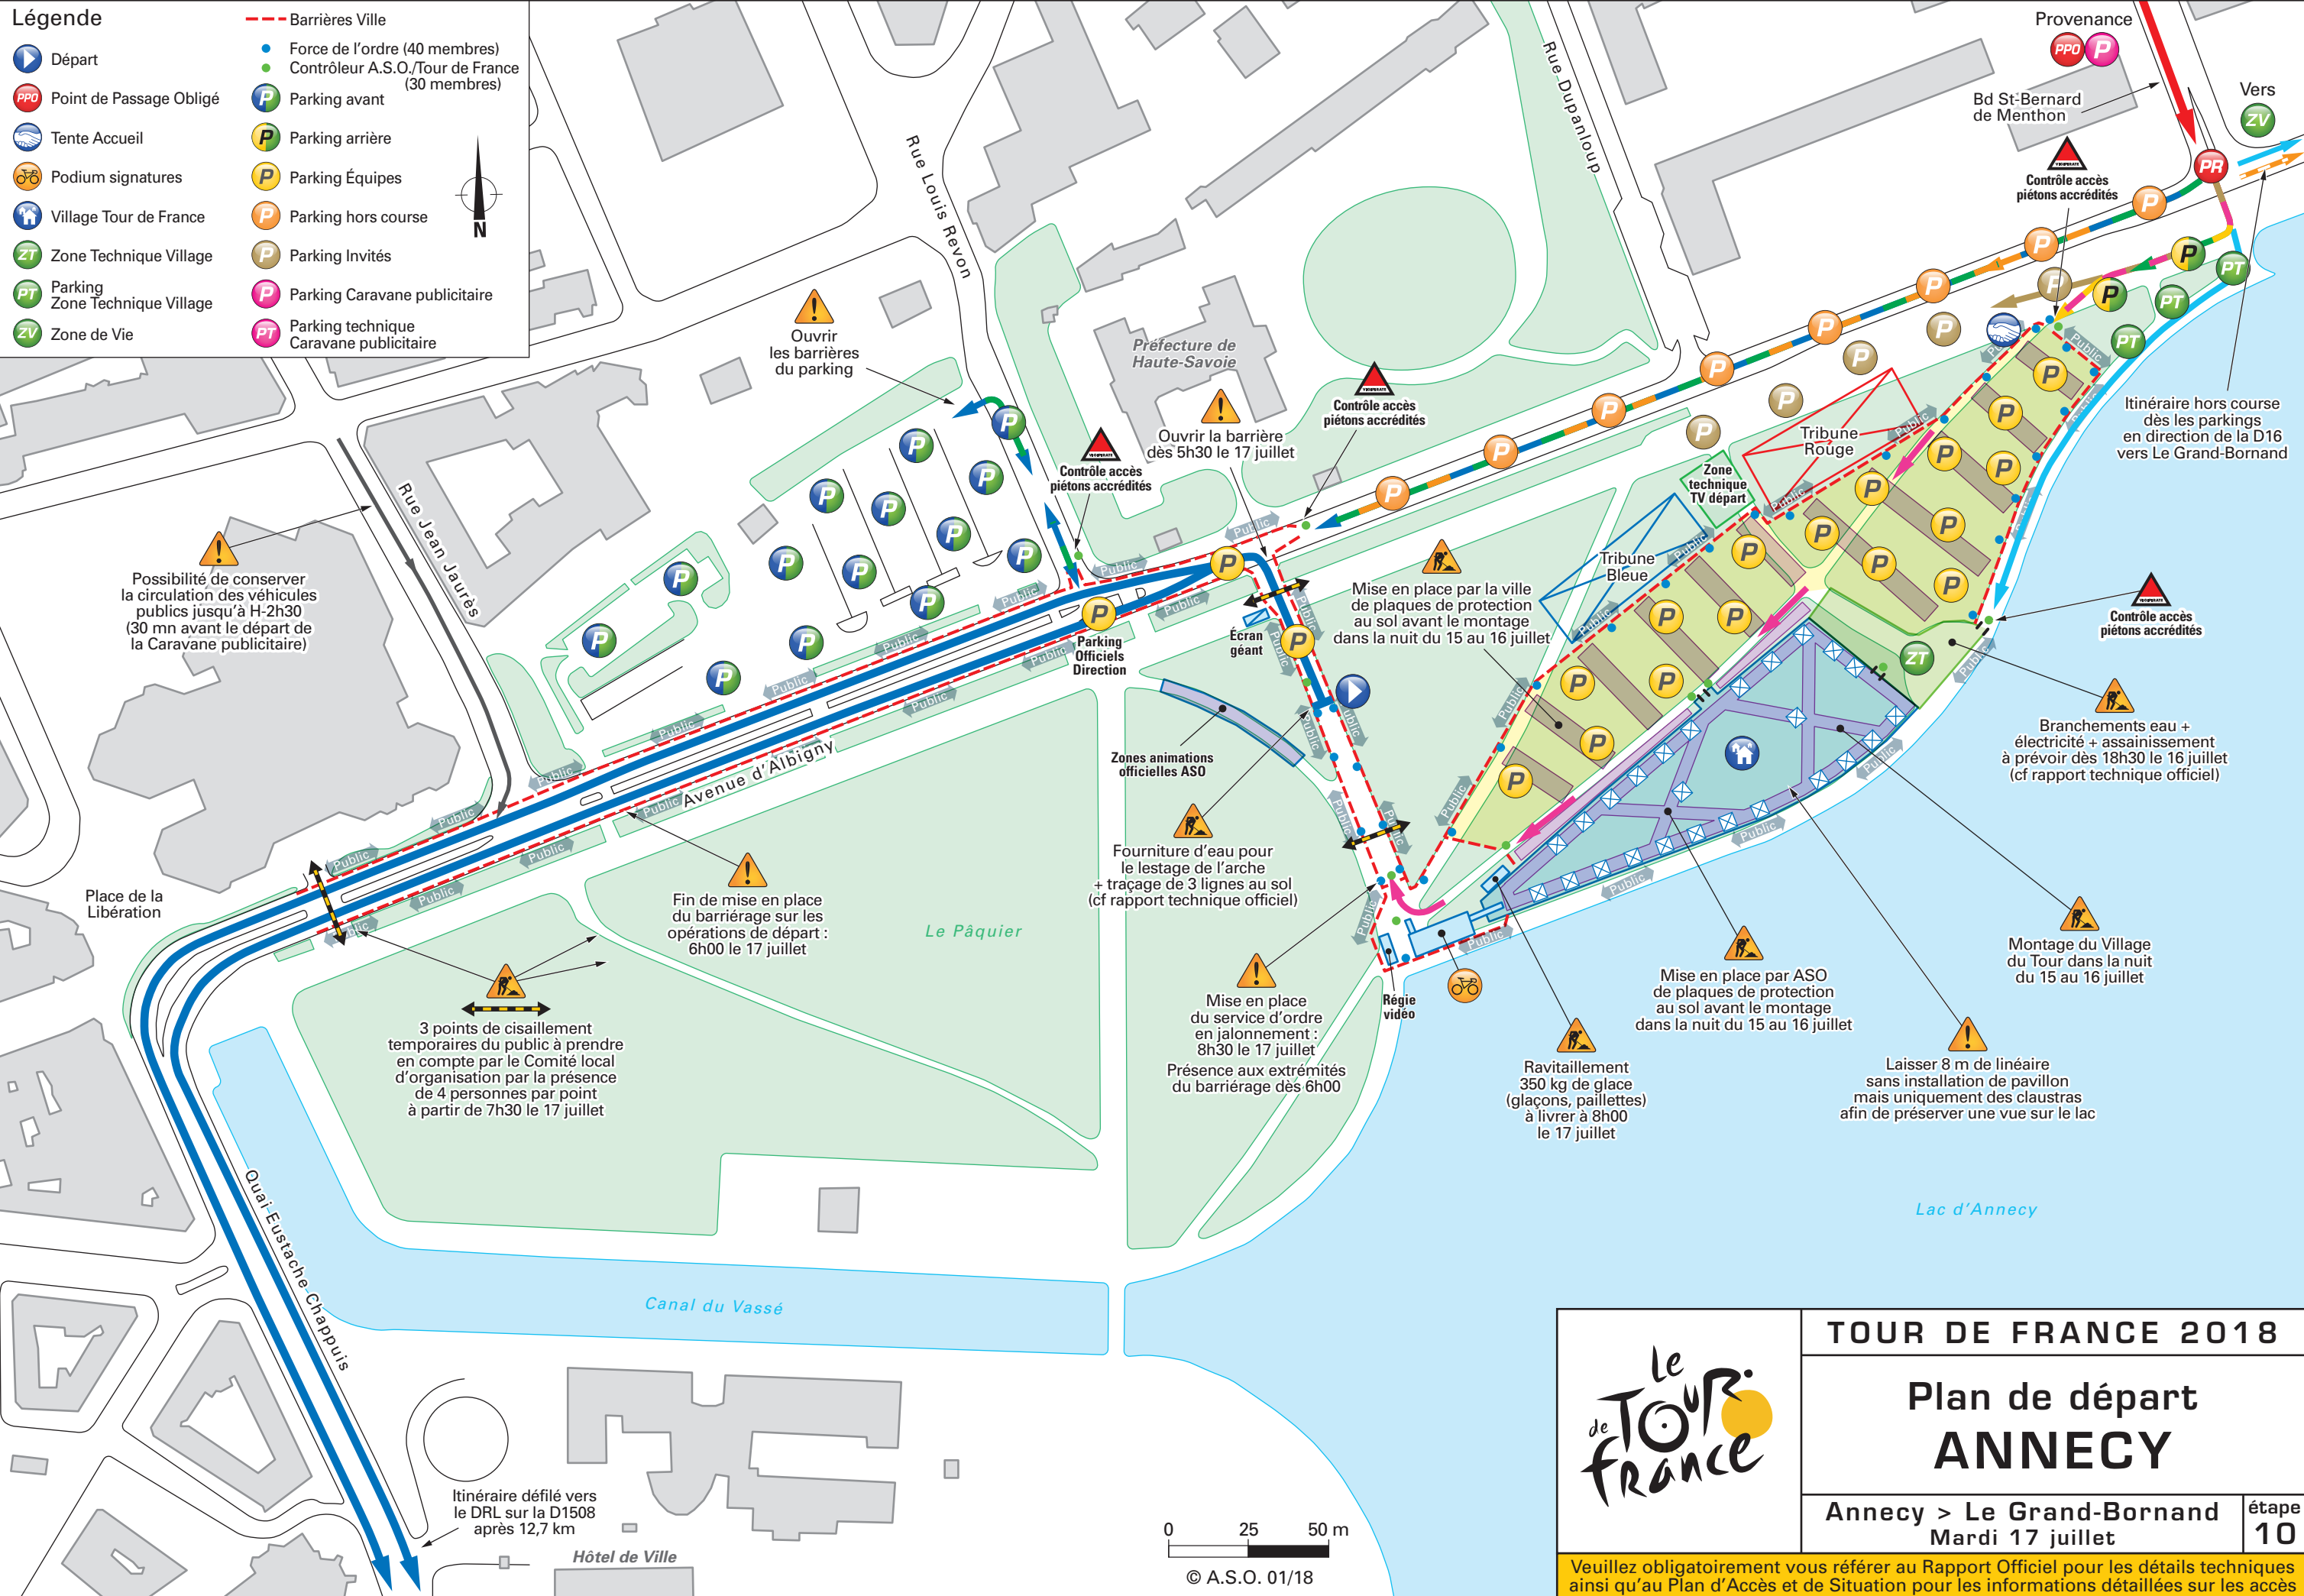 Légende
Départ
PPO Point de Passage Obligé
Tente Accueil
Podium signatures
Village Tour de France
ZT Zone Technique Village
PT Parking
Zone Technique Village
ZV Zone de Vie
Barrières Ville
Force de l'ordre (40 membres)
Contrôleur A.S.O./Tour de France
(30 membres)
P Parking avant
P Parking arrière
P Parking Équipes
P Parking hors course
P Parking Invités
P Parking Caravane publicitaire
PT Parking technique
Caravane publicitaire
N
Provenance
PPO P
Bd St-Bernard
de Menthon
Vers
ZV
PR
Contrôle accès
piétons accrédités
Rue Dupanloup
Rue Louis Revon
Rue Jean Jaurès
Ouvrir
les barrières
du parking
Préfecture de
Haute-Savoie
Ouvrir la barrière
dès 5h30 le 17 juillet
Contrôle accès
piétons accrédités
Contrôle accès
piétons accrédités
Itinéraire hors course
dès les parkings
en direction de la D16
vers Le Grand-Bornand
Tribune
Rouge
Zone
technique
TV départ
Tribune
Bleue
Public
Possibilité de conserver
la circulation des véhicules
publics jusqu'à H-2h30
(30 mn avant le départ de
la Caravane publicitaire)
Mise en place par la ville
de plaques de protection
au sol avant le montage
dans la nuit du 15 au 16 juillet
Écran
géant
Parking
Officiels
Direction
Contrôle accès
piétons accrédités
ZT
Branchements eau +
électricité + assainissement
à prévoir dès 18h30 le 16 juillet
(cf rapport technique officiel)
Zones animations
officielles ASO
Avenue d'Albigny
Place de la
Libération
Fin de mise en place
du barriérage sur les
opérations de départ :
6h00 le 17 juillet
Fourniture d'eau pour
le lestage de l'arche
+ traçage de 3 lignes au sol
(cf rapport technique officiel)
Le Pâquier
Montage du Village
du Tour dans la nuit
du 15 au 16 juillet
Mise en place par ASO
de plaques de protection
au sol avant le montage
dans la nuit du 15 au 16 juillet
3 points de cisaillement
temporaires du public à prendre
en compte par le Comité local
d'organisation par la présence
de 4 personnes par point
à partir de 7h30 le 17 juillet
Mise en place
du service d'ordre
en jalonnement :
8h30 le 17 juillet
Présence aux extrémités
du barriérage dès 6h00
Régie
vidéo
Ravitaillement
350 kg de glace
(glaçons, paillettes)
à livrer à 8h00
le 17 juillet
Laisser 8 m de linéaire
sans installation de pavillon
mais uniquement des claustras
afin de préserver une vue sur le lac
Lac d'Annecy
Quai Eustache Chappuis
Canal du Vassé
Itinéraire défilé vers
le DRL sur la D1508
après 12,7 km
Hôtel de Ville
0 25 50 m
© A.S.O. 01/18
Le Tour de France
TOUR DE FRANCE 2018
Plan de départ
ANNECY
Annecy > Le Grand-Bornand
Mardi 17 juillet
étape
10
Veuillez obligatoirement vous référer au Rapport Officiel pour les détails techniques
ainsi qu'au Plan d'Accès et de Situation pour les informations détaillées sur les accès